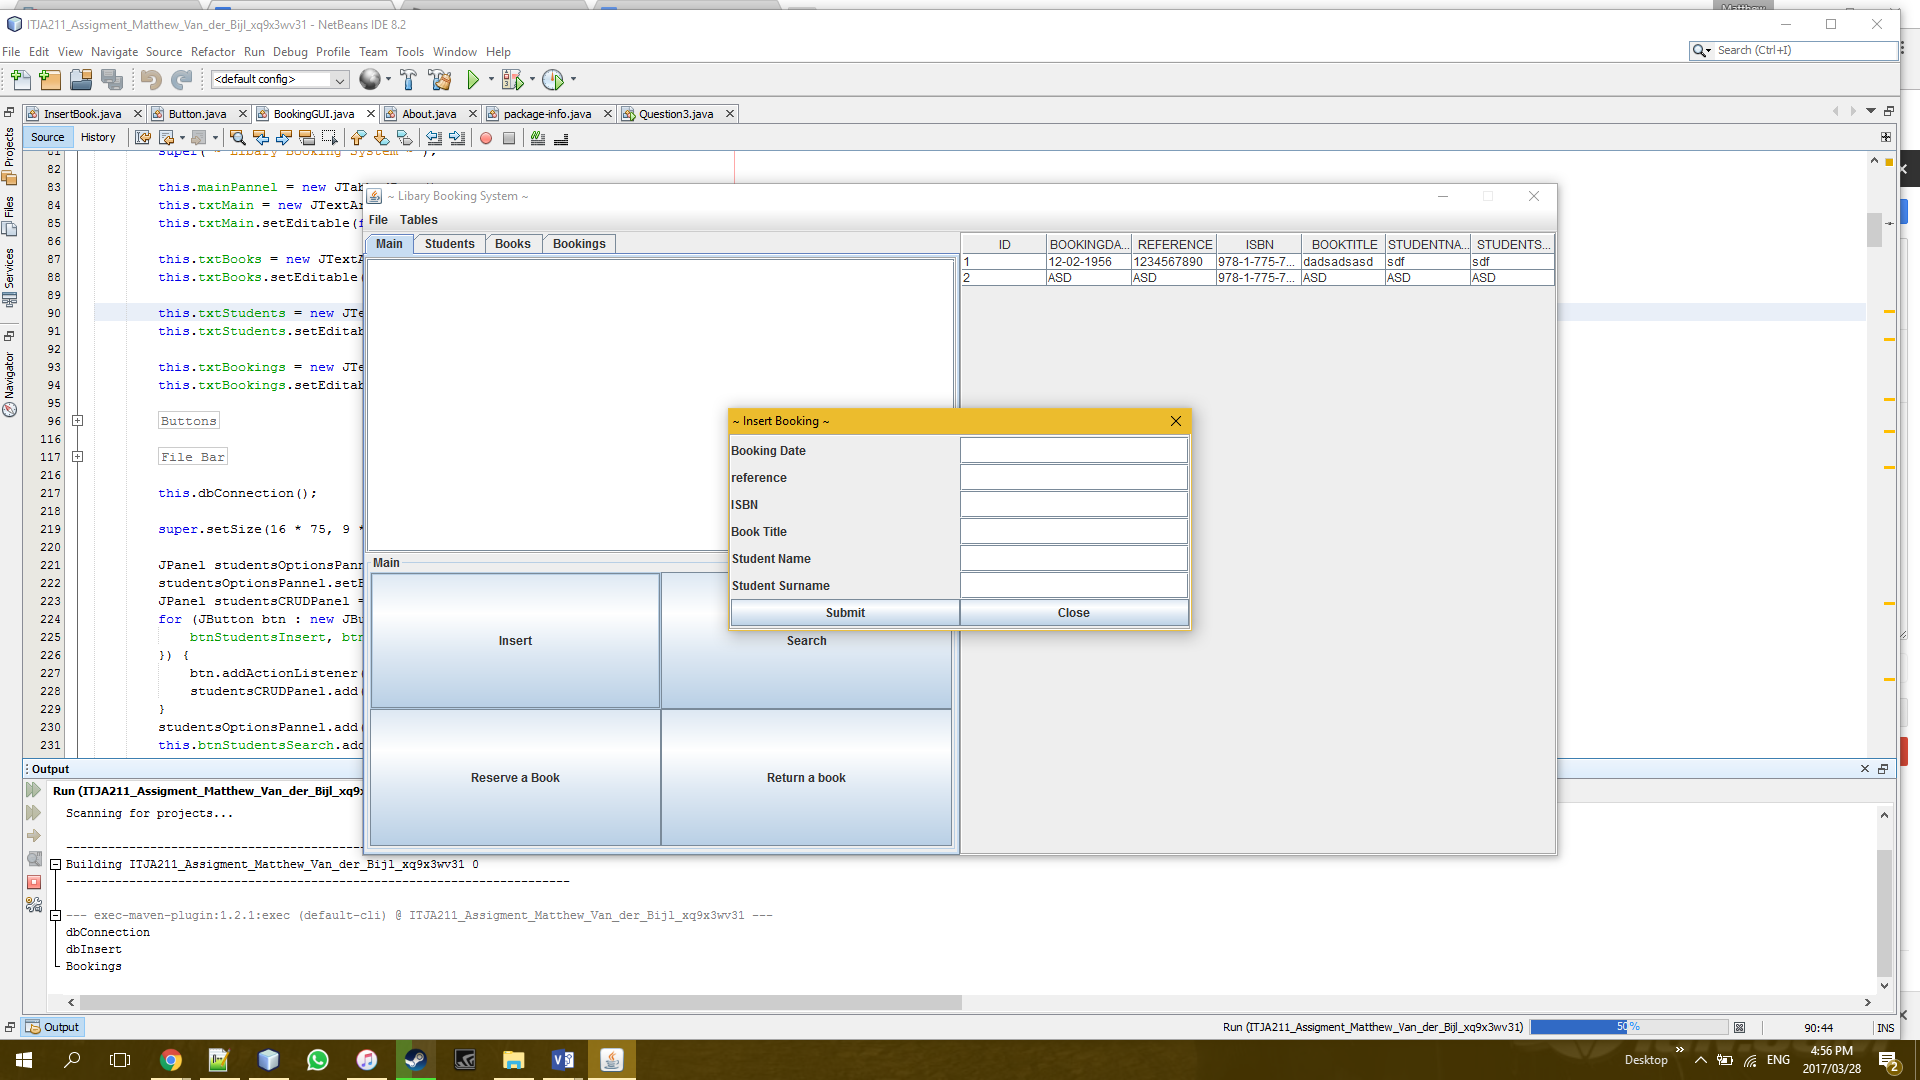 Matthew
ITJA211_Assigment_Matthew_Van_der_Bijl_xq9x3wv31 - NetBeans IDE 8.2
File Edit View Navigate Source Refactor Run Debug Profile Team Tools Window Help
Search (Ctrl+I)
<default config>
InsertBook.java
Button.java
BookingGUI.java
About.java
package-info.java
Question3.java
Source
History
Projects
Files
Services
Navigator
81 super( ~ Libary Booking System ~ );
82
83 this.mainPannel = new JTab
84 this.txtMain = new JTextAr
85 this.txtMain.setEditable(f
86
87 this.txtBooks = new JTextA
88 this.txtBooks.setEditable(
89
90 this.txtStudents = new JTe
91 this.txtStudents.setEditab
92
93 this.txtBookings = new JTe
94 this.txtBookings.setEditab
95
96 Buttons
116
117 File Bar
216
217 this.dbConnection();
218
219 super.setSize(16 * 75, 9 *
220
221 JPanel studentsOptionsPann
222 studentsOptionsPannel.setB
223 JPanel studentsCRUDPanel =
224 for (JButton btn : new JBu
225 btnStudentsInsert, btn
226 }) {
227 btn.addActionListener(
228 studentsCRUDPanel.add(
229 }
230 studentsOptionsPannel.add(
231 this.btnStudentsSearch.add
~ Libary Booking System ~
File Tables
Main Students Books Bookings
ID BOOKINGDA... REFERENCE ISBN BOOKTITLE STUDENTNA... STUDENTS...
1 12-02-1956 1234567890 978-1-775-7... dadsadsasd sdf sdf
2 ASD ASD 978-1-775-7... ASD ASD ASD
Main
Insert
Search
Reserve a Book
Return a book
~ Insert Booking ~
Booking Date
reference
ISBN
Book Title
Student Name
Student Surname
Submit
Close
Output
Run (ITJA211_Assigment_Matthew_Van_der_Bijl_xq9x
Scanning for projects...
------------------------------------------------------------------------
Building ITJA211_Assigment_Matthew_Van_der_Bijl_xq9x3wv31 0
------------------------------------------------------------------------
--- exec-maven-plugin:1.2.1:exec (default-cli) @ ITJA211_Assigment_Matthew_Van_der_Bijl_xq9x3wv31 ---
dbConnection
dbInsert
Bookings
Output
Run (ITJA211_Assigment_Matthew_Van_der_Bijl_xq9x3wv31)
50%
90:44
INS
Desktop
ENG
4:56 PM
2017/03/28
2